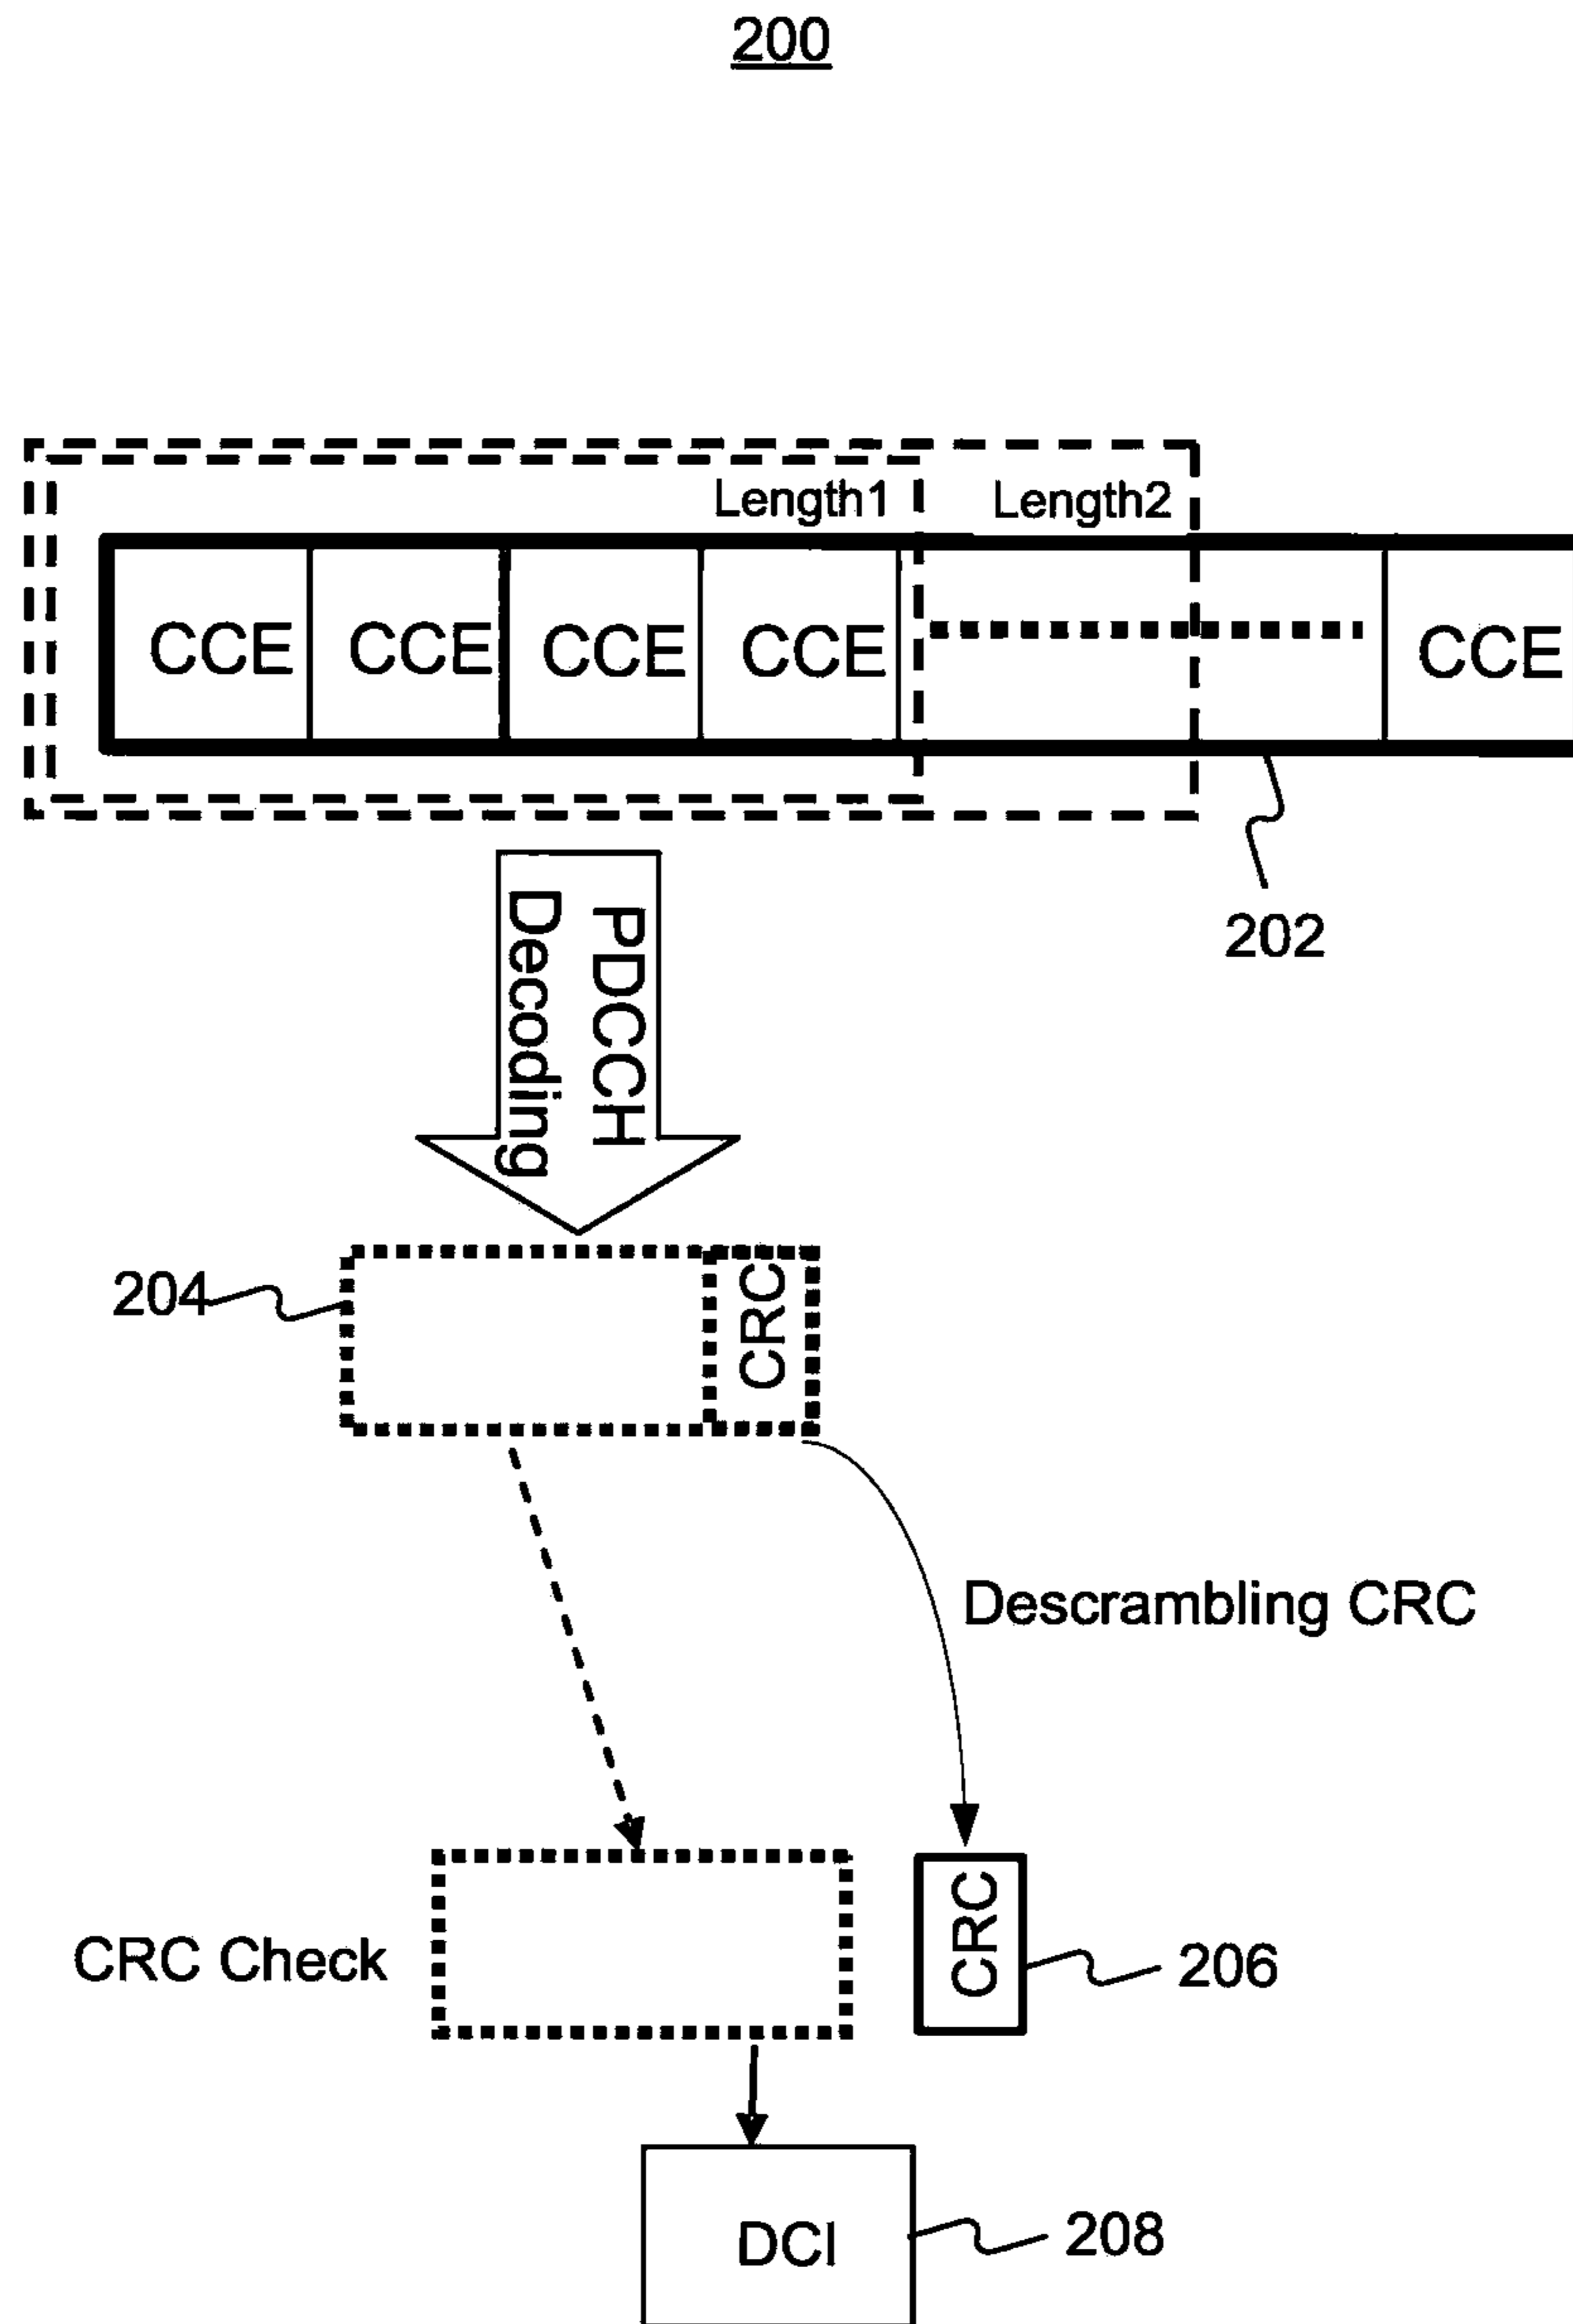 200
Length1 Length2
CCE CCE CCE CCE CCE
202
PDCCH
Decoding
204
CRC
Descrambling CRC
CRC Check
CRC
206
DCI
208